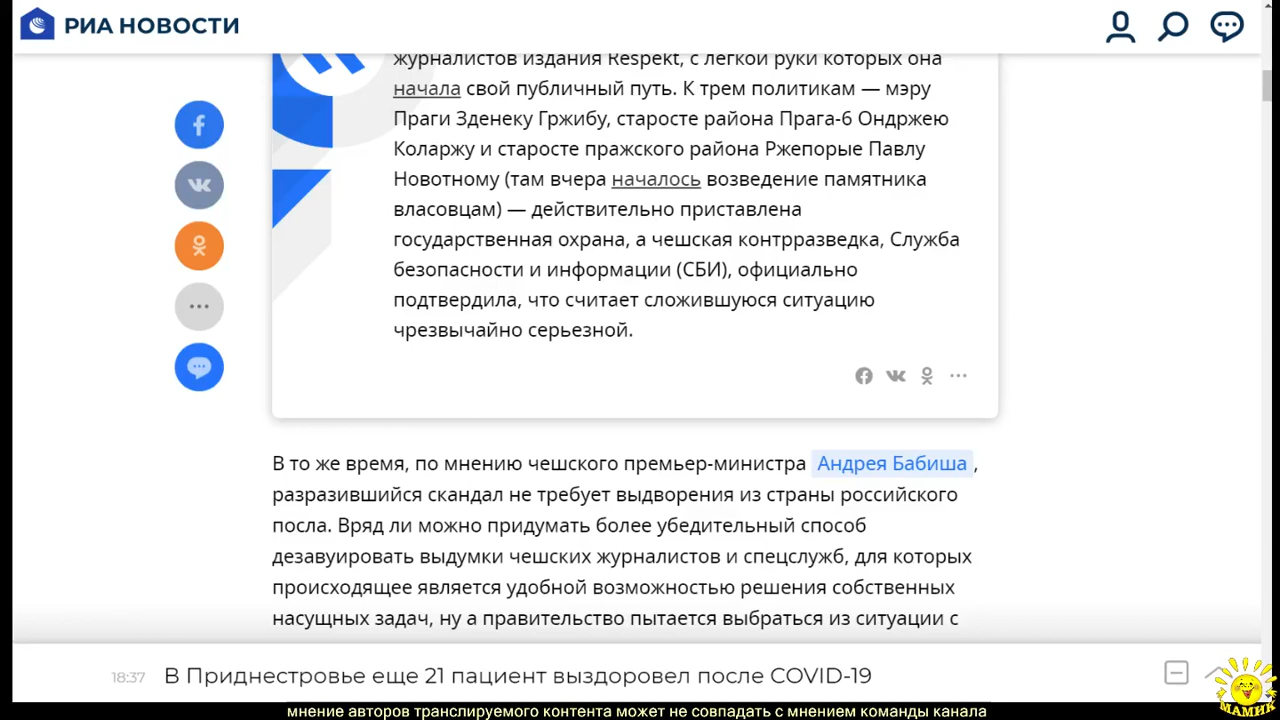 РИА НОВОСТИ
журналистов издания Respekt, с легкой руки которых она
начала свой публичный путь. К трем политикам — мэру
Праги Зденеку Гржибу, старосте района Прага-6 Ондржею
Коларжу и старосте пражского района Ржепорые Павлу
Новотному (там вчера началось возведение памятника
власовцам) — действительно приставлена
государственная охрана, а чешская контрразведка, Служба
безопасности и информации (СБИ), официально
подтвердила, что считает сложившуюся ситуацию
чрезвычайно серьезной.
В то же время, по мнению чешского премьер-министра Андрея Бабиша ,
разразившийся скандал не требует выдворения из страны российского
посла. Вряд ли можно придумать более убедительный способ
дезавуировать выдумки чешских журналистов и спецслужб, для которых
происходящее является удобной возможностью решения собственных
насущных задач, ну а правительство пытается выбраться из ситуации с
18:37 В Приднестровье еще 21 пациент выздоровел после COVID-19
МАМИК
мнение авторов транслируемого контента может не совпадать с мнением команды канала